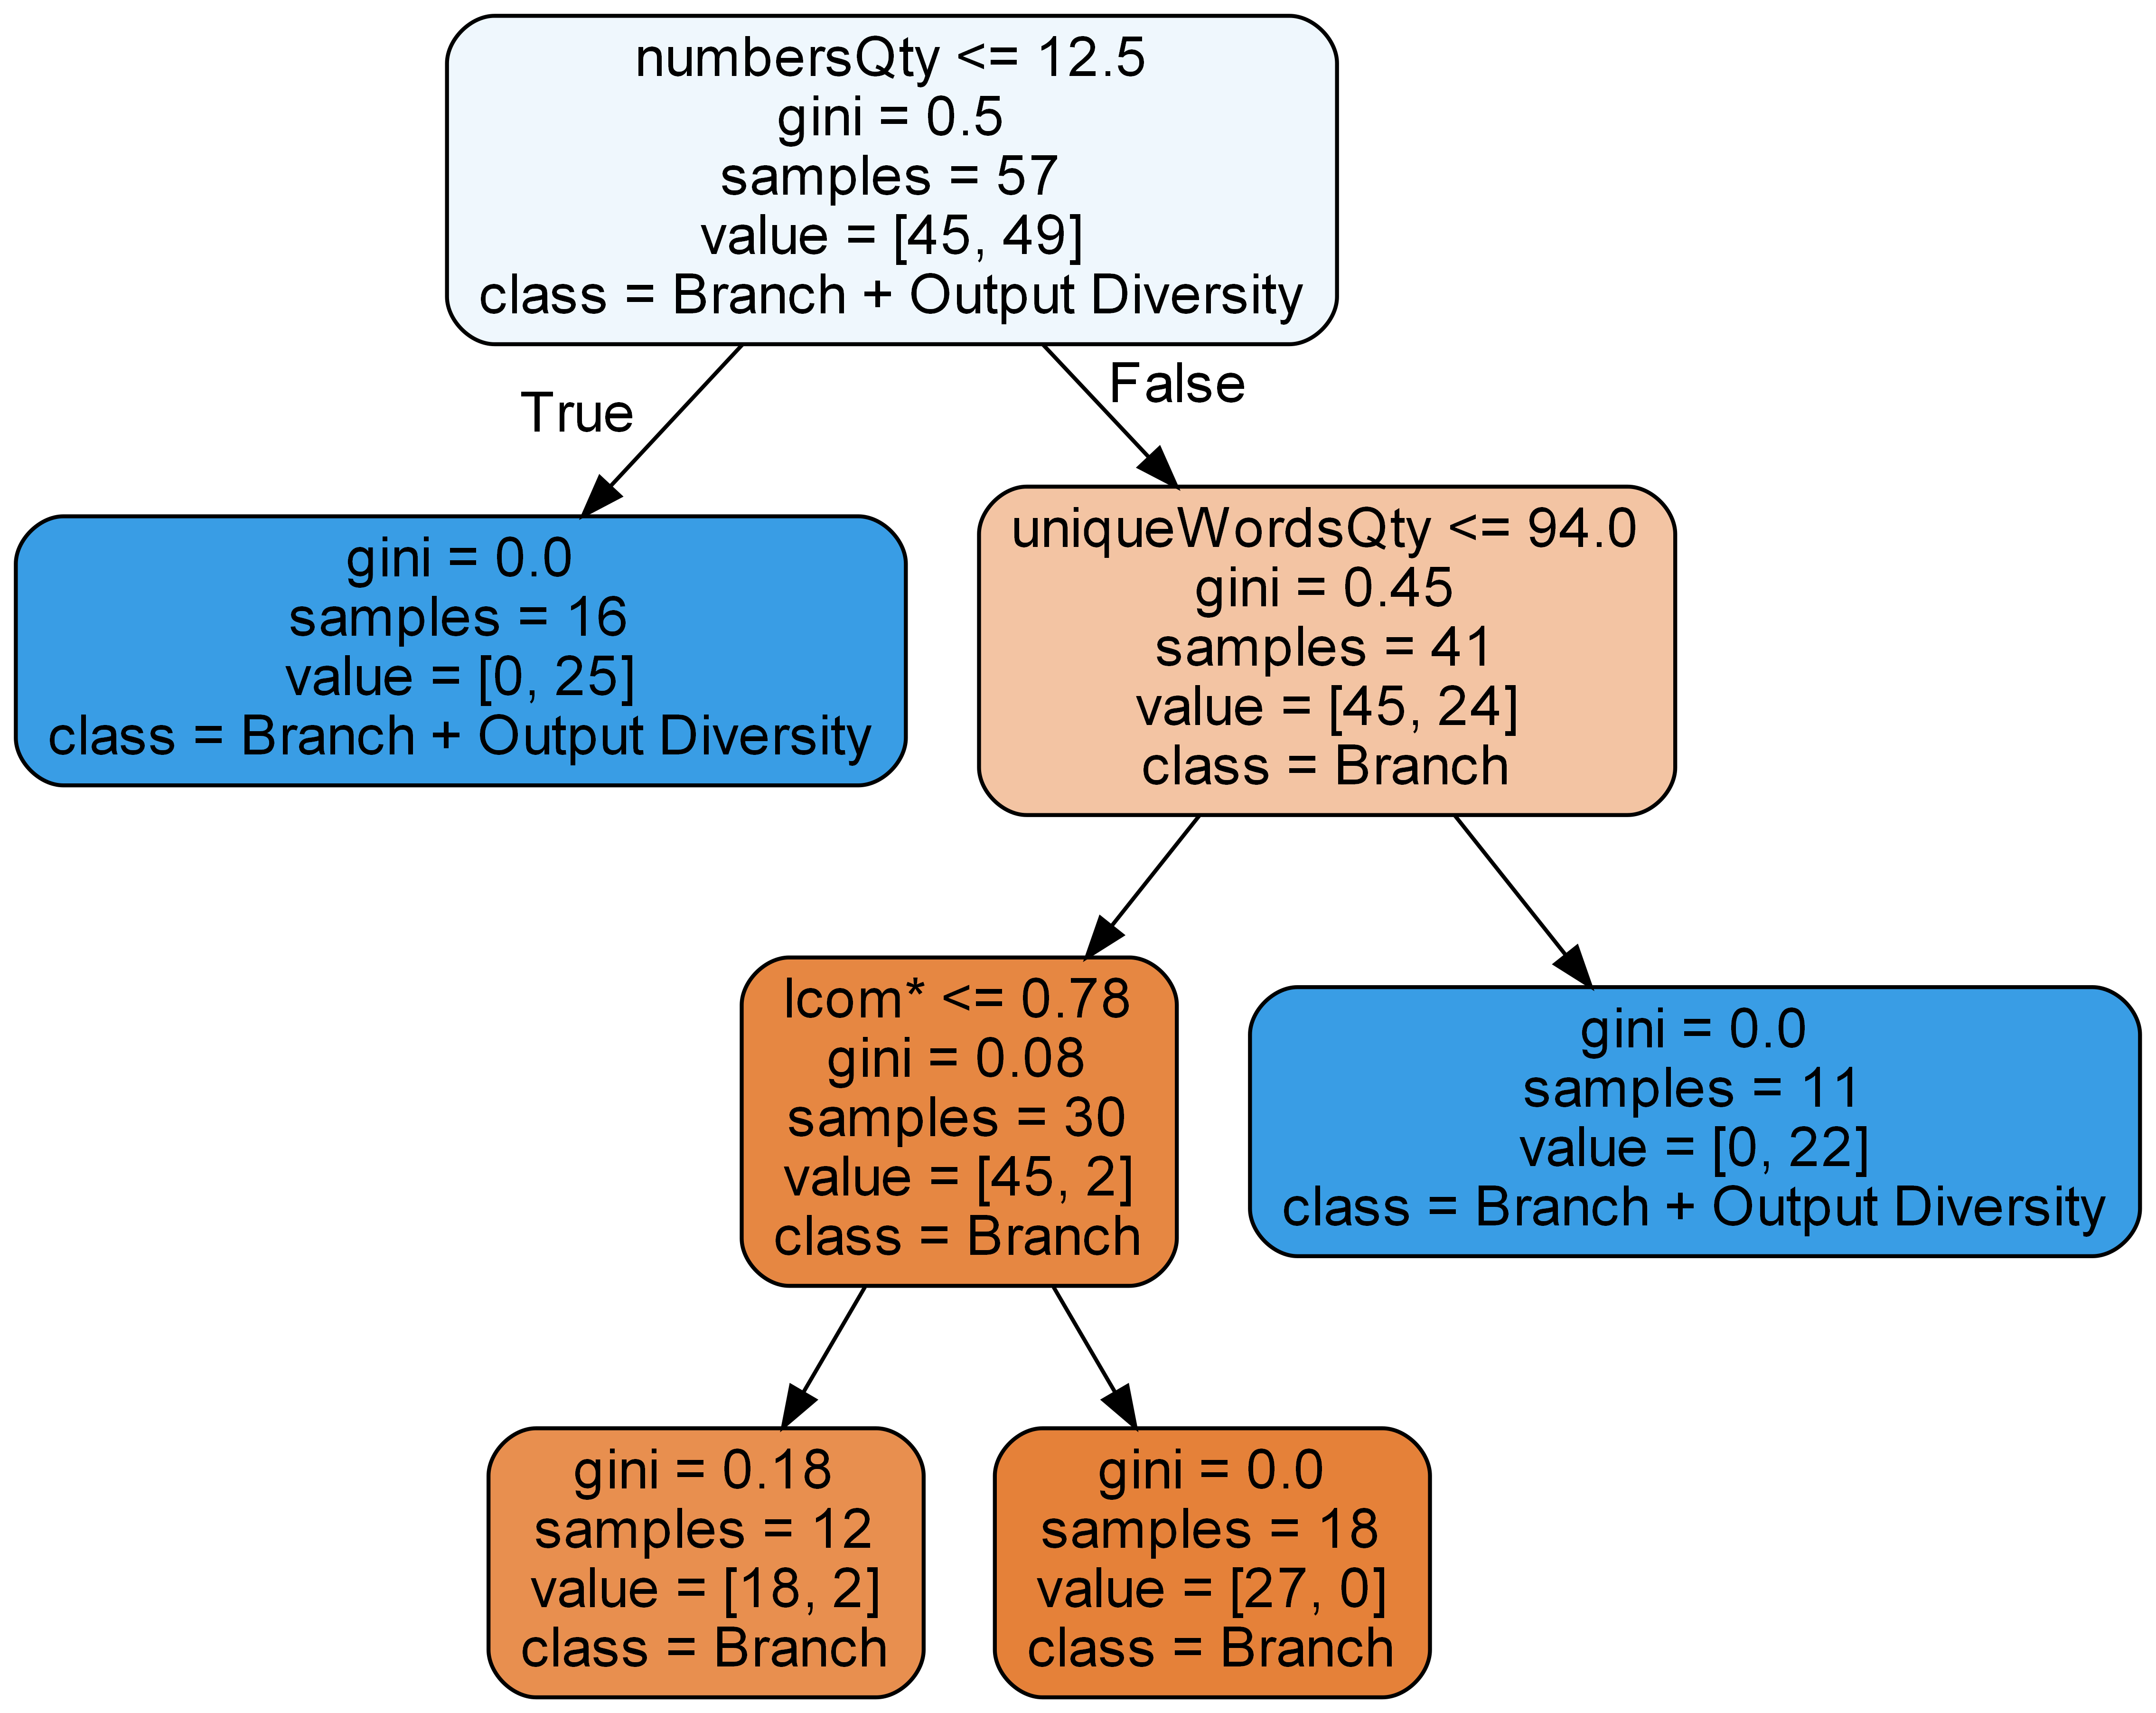 numbersQty <= 12.5
gini = 0.5
samples = 57
value = [45, 49]
class = Branch + Output Diversity
True
False
gini = 0.0
samples = 16
value = [0, 25]
class = Branch + Output Diversity
uniqueWordsQty <= 94.0
gini = 0.45
samples = 41
value = [45, 24]
class = Branch
lcom* <= 0.78
gini = 0.08
samples = 30
value = [45, 2]
class = Branch
gini = 0.0
samples = 11
value = [0, 22]
class = Branch + Output Diversity
gini = 0.18
samples = 12
value = [18, 2]
class = Branch
gini = 0.0
samples = 18
value = [27, 0]
class = Branch